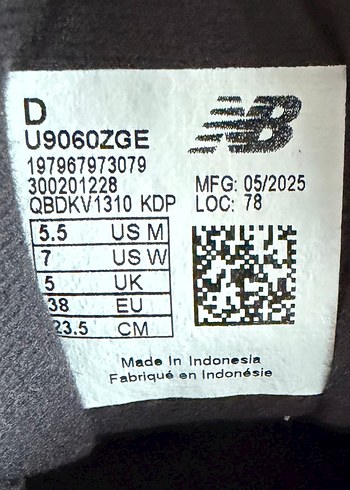 D
NB
U9060ZGE
197967973079
300201228
QBDKV1310 KDP
MFG: 05/2025
LOC: 78
5.5 US M
7 US W
5 UK
38 EU
23.5 CM
Made In Indonesia
Fabriqué en Indonésie